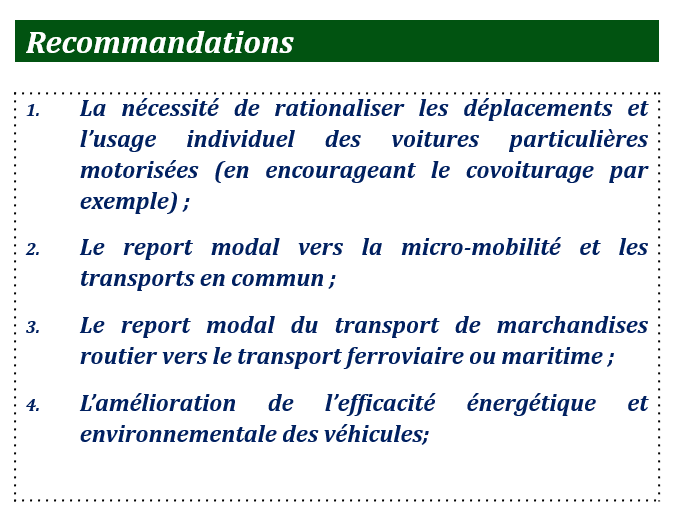 Recommandations
1. La nécessité de rationaliser les déplacements et
l’usage individuel des voitures particulières
motorisées (en encourageant le covoiturage par
exemple) ;
2. Le report modal vers la micro-mobilité et les
transports en commun ;
3. Le report modal du transport de marchandises
routier vers le transport ferroviaire ou maritime ;
4. L’amélioration de l’efficacité énergétique et
environnementale des véhicules;